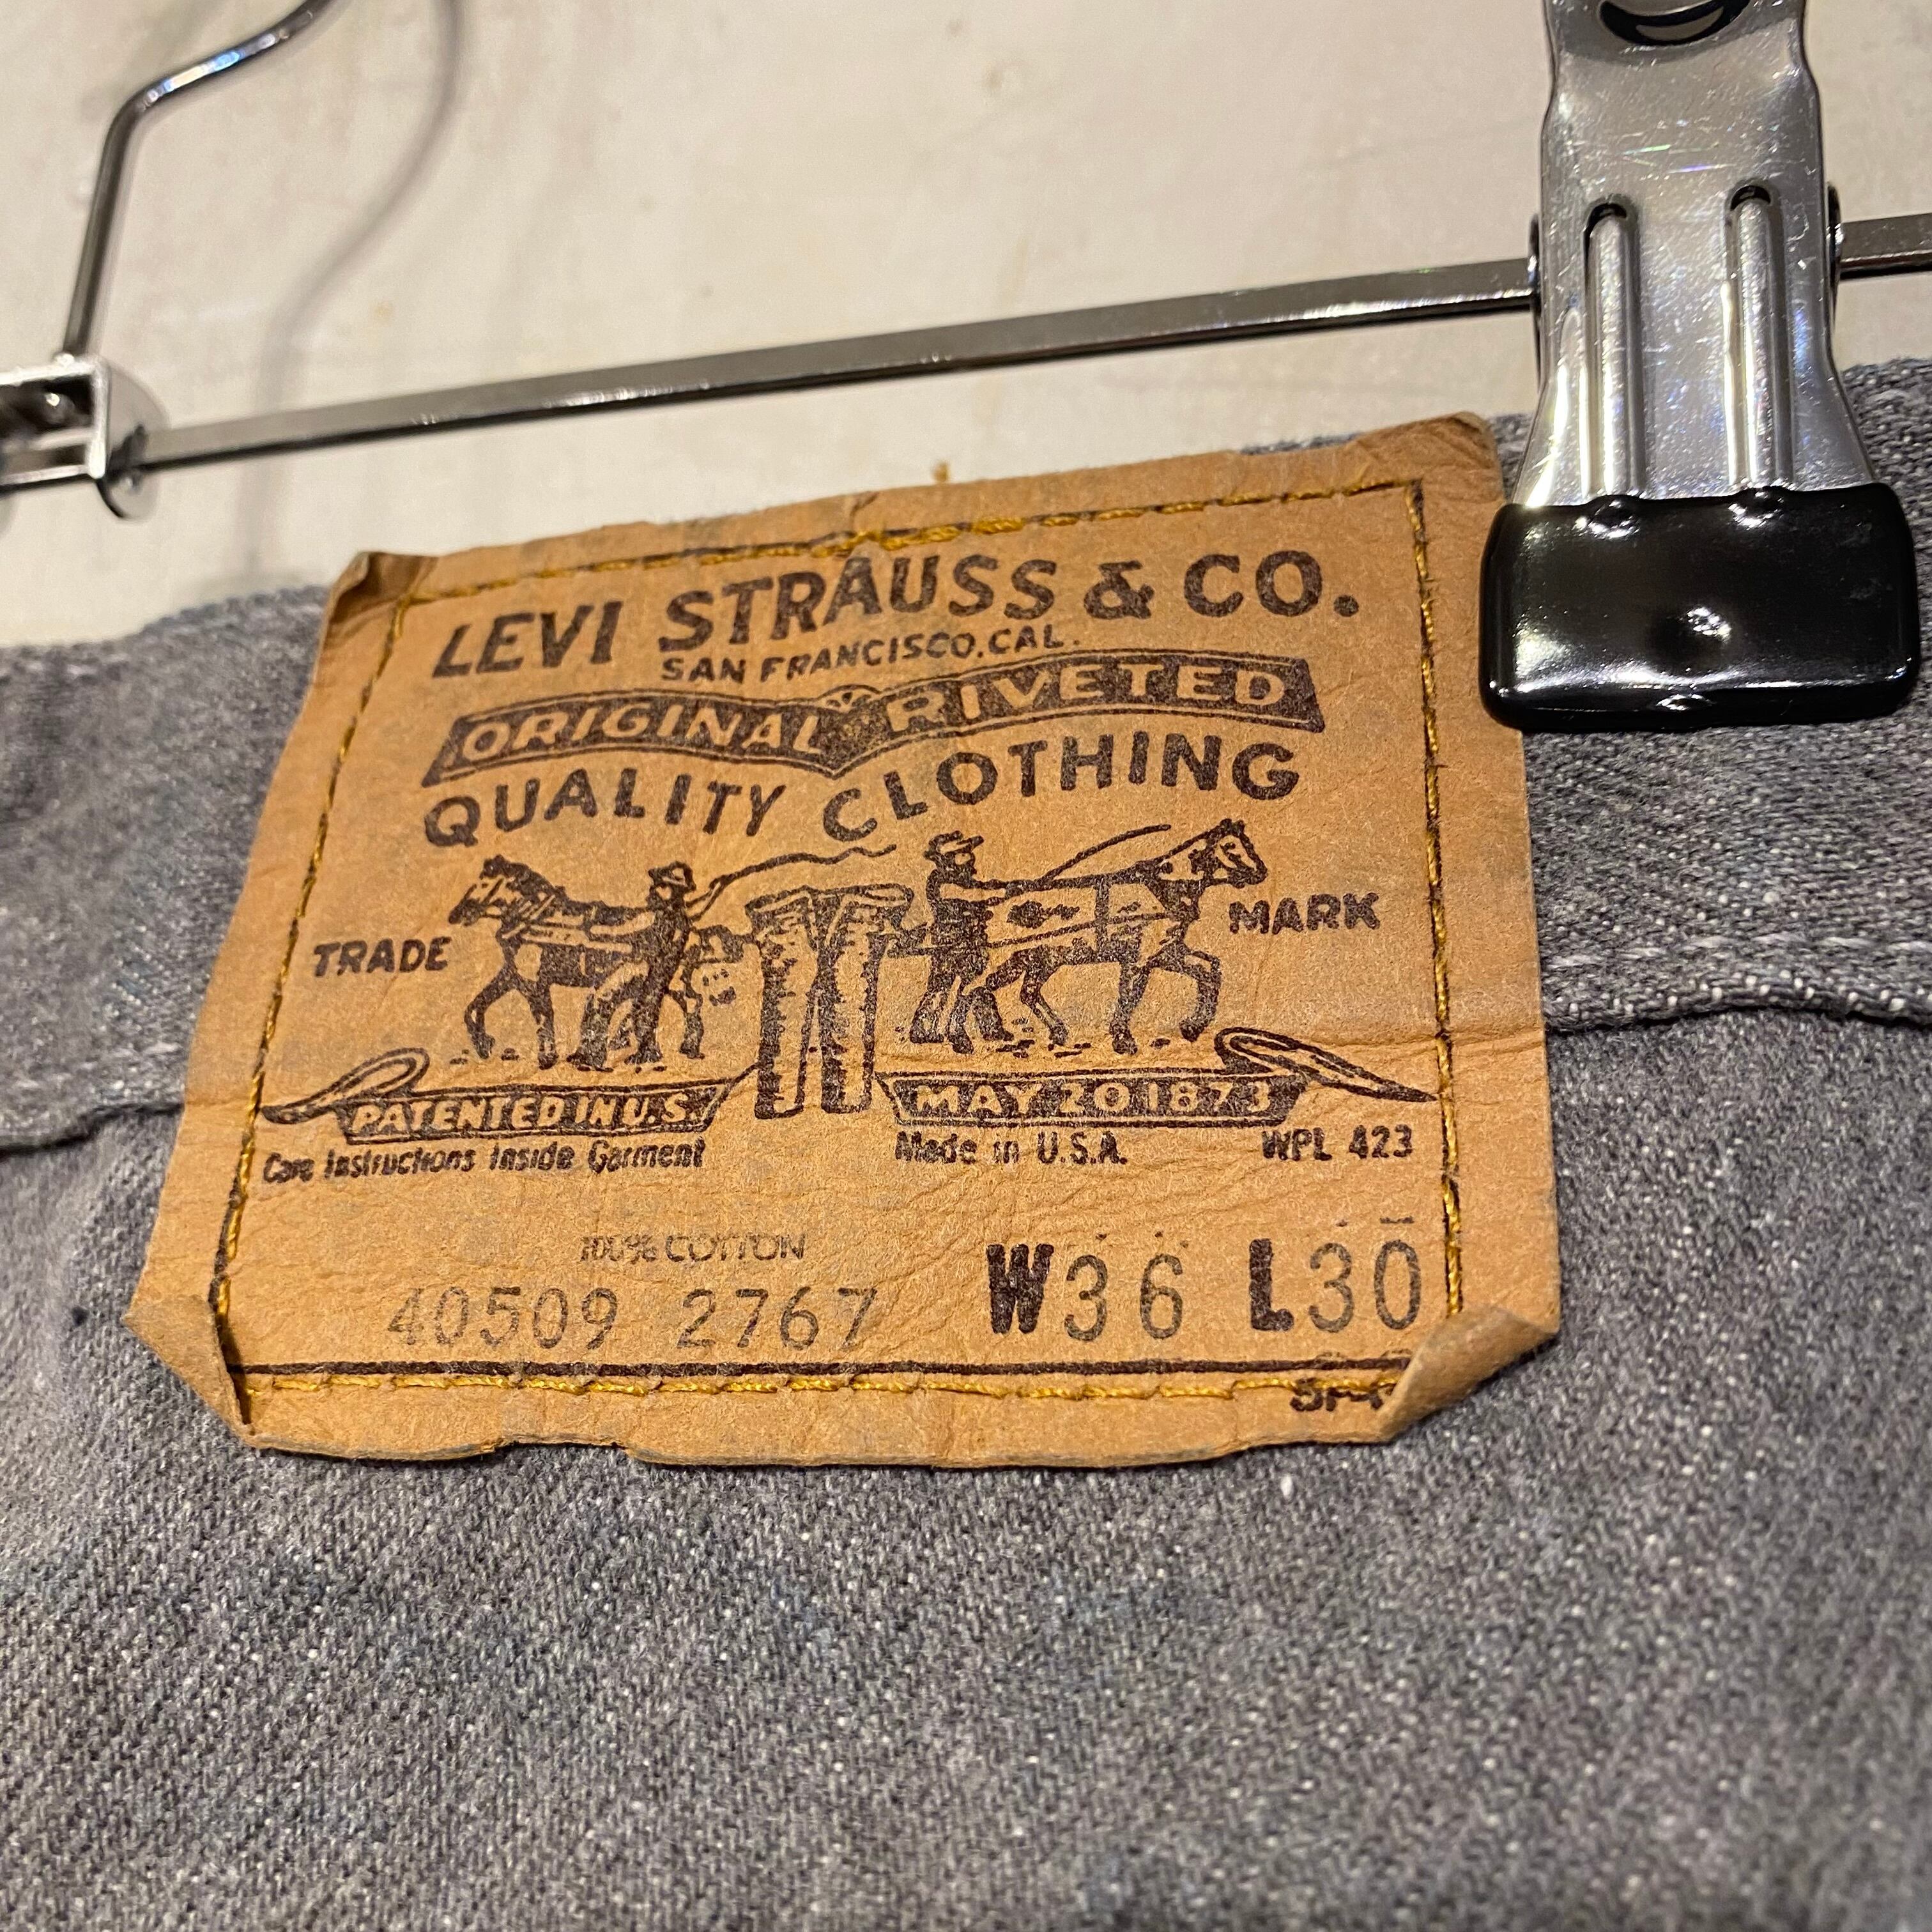 LEVI STRAUSS & CO.
SAN FRANCISCO, CAL.
ORIGINAL RIVETED
QUALITY CLOTHING
TRADE MARK
PATENTED IN U.S. MAY 20 1873
Care Instructions Inside Garment Made in U.S.A. WPL 423
100% COTTON
40509 2767 W36 L30